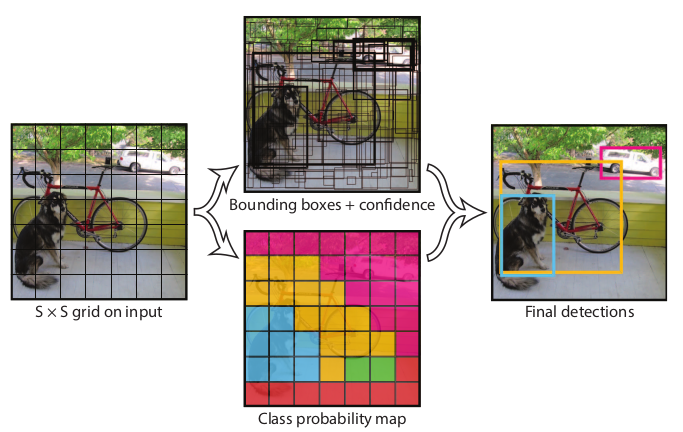 Bounding boxes + confidence
S × S grid on input
Final detections
Class probability map